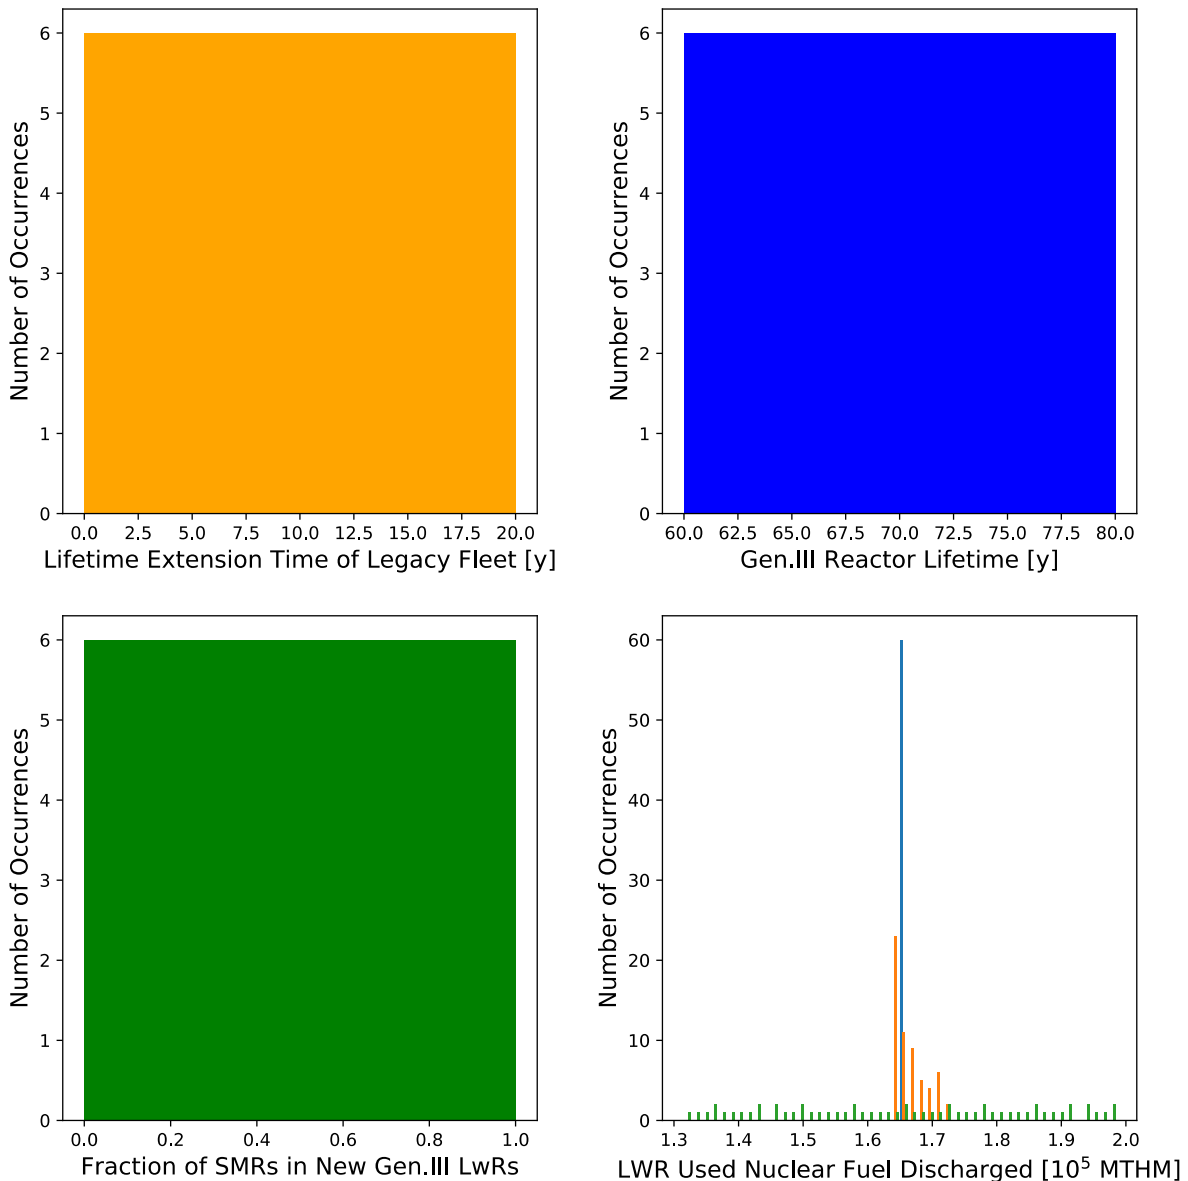 Number of Occurrences
6
5
4
3
2
1
0
0.0 2.5 5.0 7.5 10.0 12.5 15.0 17.5 20.0
Lifetime Extension Time of Legacy Fleet [y]
Number of Occurrences
6
5
4
3
2
1
0
60.0 62.5 65.0 67.5 70.0 72.5 75.0 77.5 80.0
Gen.III Reactor Lifetime [y]
Number of Occurrences
6
5
4
3
2
1
0
0.0 0.2 0.4 0.6 0.8 1.0
Fraction of SMRs in New Gen.III LwRs
Number of Occurrences
60
50
40
30
20
10
0
1.3 1.4 1.5 1.6 1.7 1.8 1.9 2.0
LWR Used Nuclear Fuel Discharged [10⁵ MTHM]